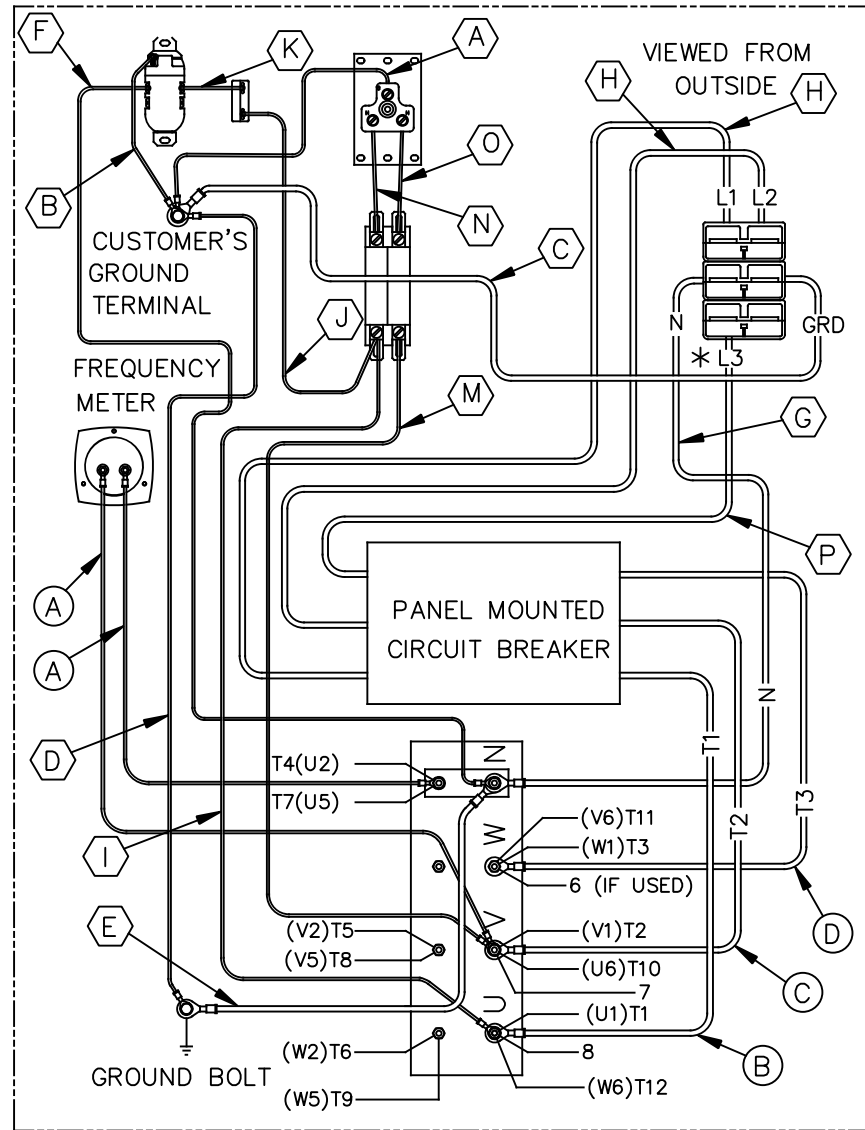 F
K
A
VIEWED FROM
OUTSIDE
H
H
B
O
N
L1
L2
CUSTOMER'S
GROUND
TERMINAL
C
J
N
GRD
* L3
FREQUENCY
METER
M
G
P
A
A
PANEL MOUNTED
CIRCUIT BREAKER
D
N
T1
T2
T3
N
T4(U2)
T7(U5)
W
(V6)T11
(W1)T3
6 (IF USED)
I
D
E
V
(V2)T5
(V5)T8
(V1)T2
(U6)T10
7
C
U
(U1)T1
8
B
(W2)T6
(W5)T9
(W6)T12
GROUND BOLT